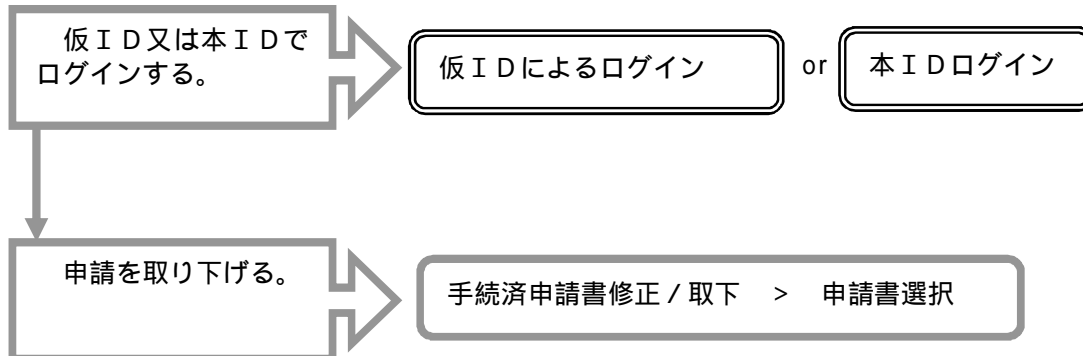 仮ＩＤ又は本ＩＤで
ログインする。
仮ＩＤによるログイン
or
本ＩＤログイン
申請を取り下げる。
手続済申請書修正／取下　＞　申請書選択